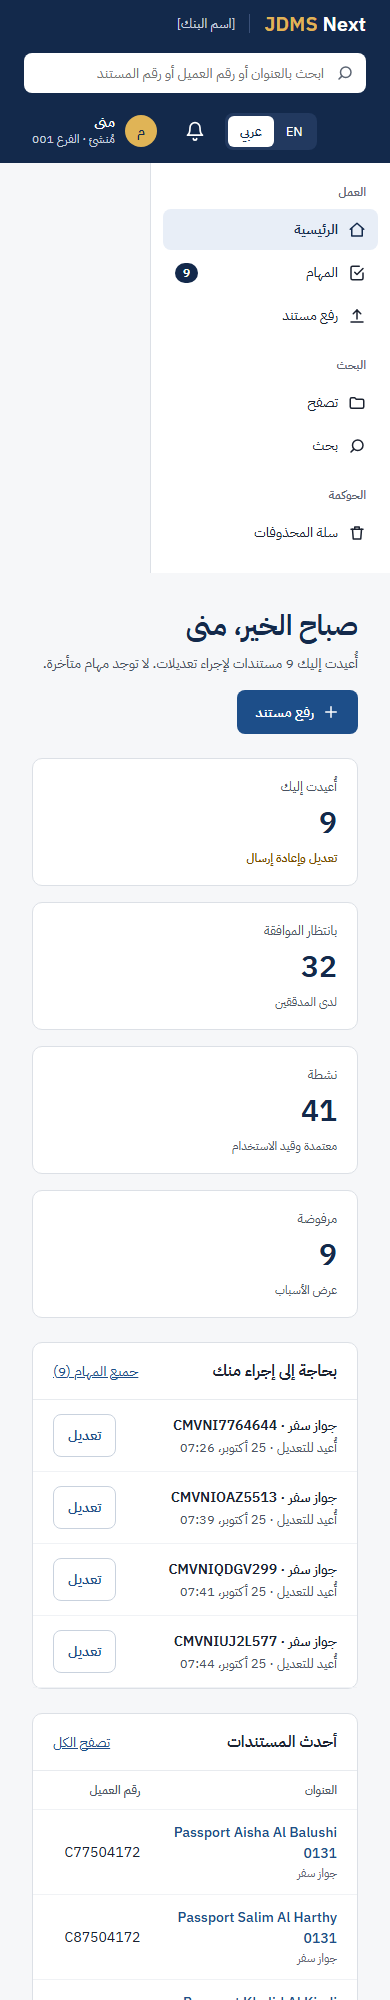 JDMS Next
[اسم البنك]
ابحث بالعنوان أو رقم العميل أو رقم المستند
EN
عربي
م
منى
مُنشئ · الفرع 001
العمل
الرئيسية
المهام
9
رفع مستند
البحث
تصفح
بحث
الحوكمة
سلة المحذوفات
صباح الخير، منى
أُعيدت إليك 9 مستندات لإجراء تعديلات. لا توجد مهام متأخرة.
رفع مستند
أُعيدت إليك
9
تعديل وإعادة إرسال
بانتظار الموافقة
32
لدى المدققين
نشطة
41
معتمدة وقيد الاستخدام
مرفوضة
9
عرض الأسباب
بحاجة إلى إجراء منك
جميع المهام (9)
جواز سفر · CMVNI7764644
أُعيد للتعديل · 25 أكتوبر، 07:26
تعديل
جواز سفر · CMVNIOAZ5513
أُعيد للتعديل · 25 أكتوبر، 07:39
تعديل
جواز سفر · CMVNIQDGV299
أُعيد للتعديل · 25 أكتوبر، 07:41
تعديل
جواز سفر · CMVNIUJ2L577
أُعيد للتعديل · 25 أكتوبر، 07:44
تعديل
أحدث المستندات
تصفح الكل
العنوان
رقم العميل
Passport Aisha Al Balushi
0131
جواز سفر
C77504172
Passport Salim Al Harthy
0131
جواز سفر
C87504172